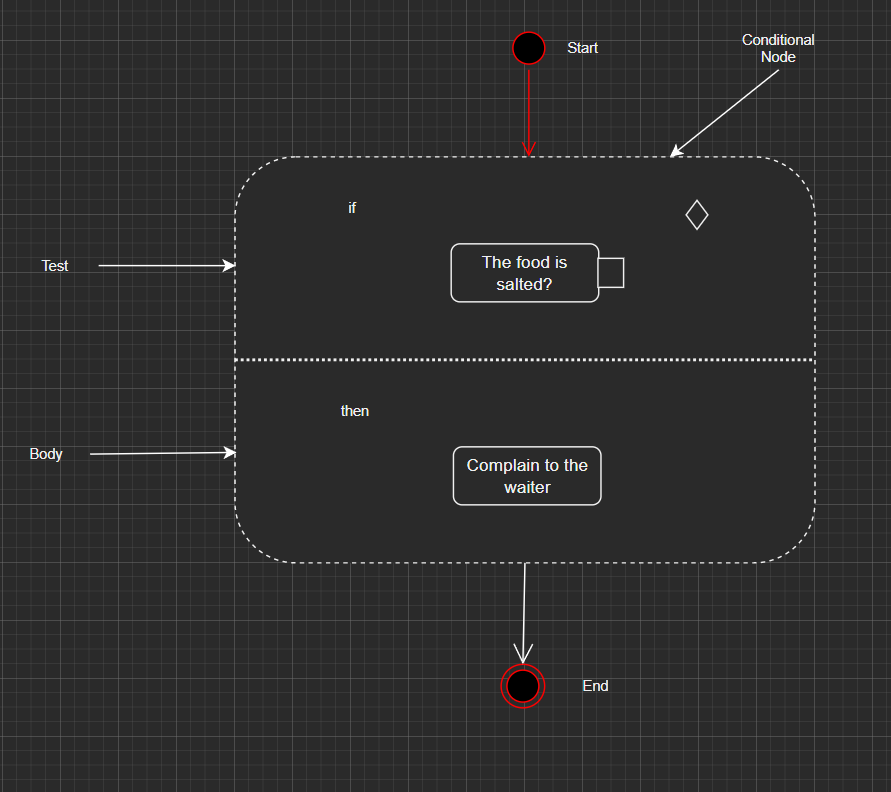 Start
Conditional
Node
if
Test
The food is
salted?
then
Body
Complain to the
waiter
End